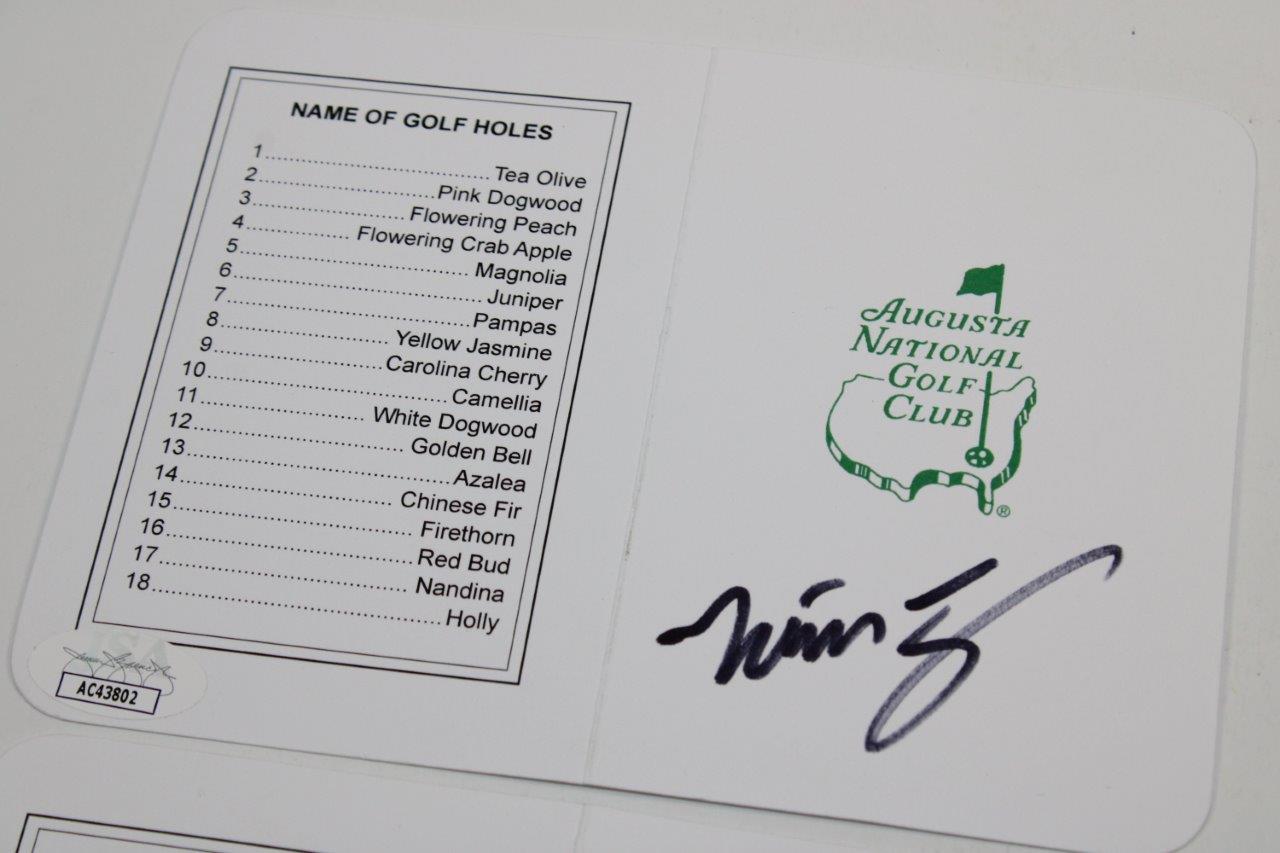 NAME OF GOLF HOLES
1.......................................Tea Olive
2...............................Pink Dogwood
3..........................Flowering Peach
4..................Flowering Crab Apple
5.......................................Magnolia
6...........................................Juniper
7.........................................Pampas
8.............................Yellow Jasmine
9.............................Carolina Cherry
10.......................................Camellia
11...........................White Dogwood
12....................................Golden Bell
13.............................................Azalea
14....................................Chinese Fir
15........................................Firethorn
16.........................................Red Bud
17.........................................Nandina
18.................................................Holly
AC43802
AUGUSTA
NATIONAL
GOLF
CLUB
®